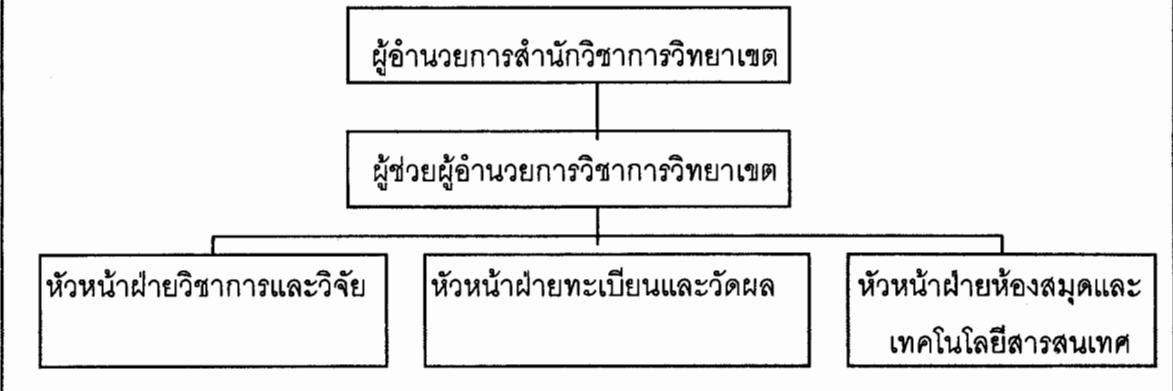 ผู้อำนวยการสำนักวิชาการวิทยาเขต
ผู้ช่วยผู้อำนวยการวิชาการวิทยาเขต
หัวหน้าฝ่ายวิชาการและวิจัย
หัวหน้าฝ่ายทะเบียนและวัดผล
หัวหน้าฝ่ายห้องสมุดและ
เทคโนโลยีสารสนเทศ